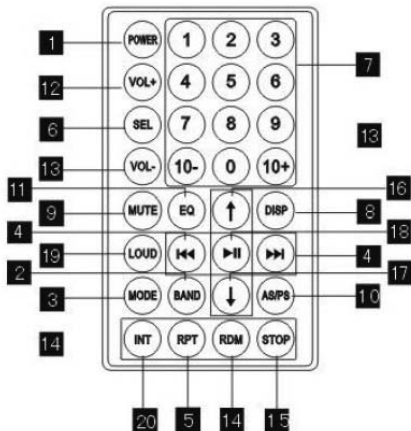 1 POWER 1 2 3 7
12 VOL+ 4 5 6
6 SEL 7 8 9 13
13 VOL- 10- 0 10+
11 16
9 MUTE EQ ↑ DISP 8
4 18
19 LOUD ⏮ ⏯ ⏭ 4
2 17
3 MODE BAND ↓ AS/PS 10
14 INT RPT RDM STOP
20 5 14 15